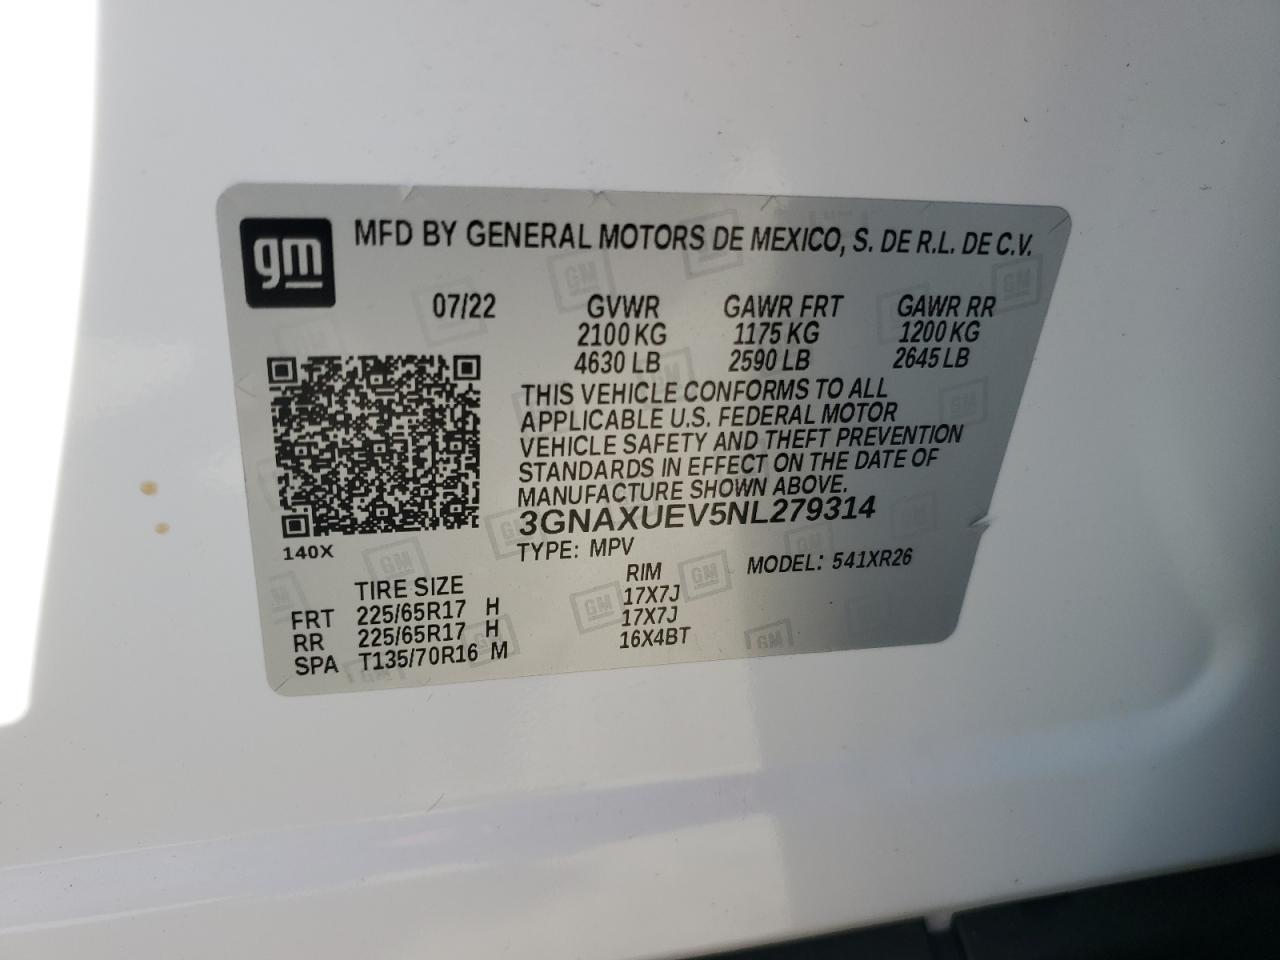 gm MFD BY GENERAL MOTORS DE MEXICO, S. DE R.L. DE C.V.
07/22 GVWR GAWR FRT GAWR RR
2100 KG 1175 KG 1200 KG
4630 LB 2590 LB 2645 LB
THIS VEHICLE CONFORMS TO ALL
APPLICABLE U.S. FEDERAL MOTOR
VEHICLE SAFETY AND THEFT PREVENTION
STANDARDS IN EFFECT ON THE DATE OF
MANUFACTURE SHOWN ABOVE.
3GNAXUEV5NL279314
140X TYPE: MPV MODEL: 541XR26
TIRE SIZE RIM
FRT 225/65R17 H 17X7J
RR 225/65R17 H 17X7J
SPA T135/70R16 M 16X4BT